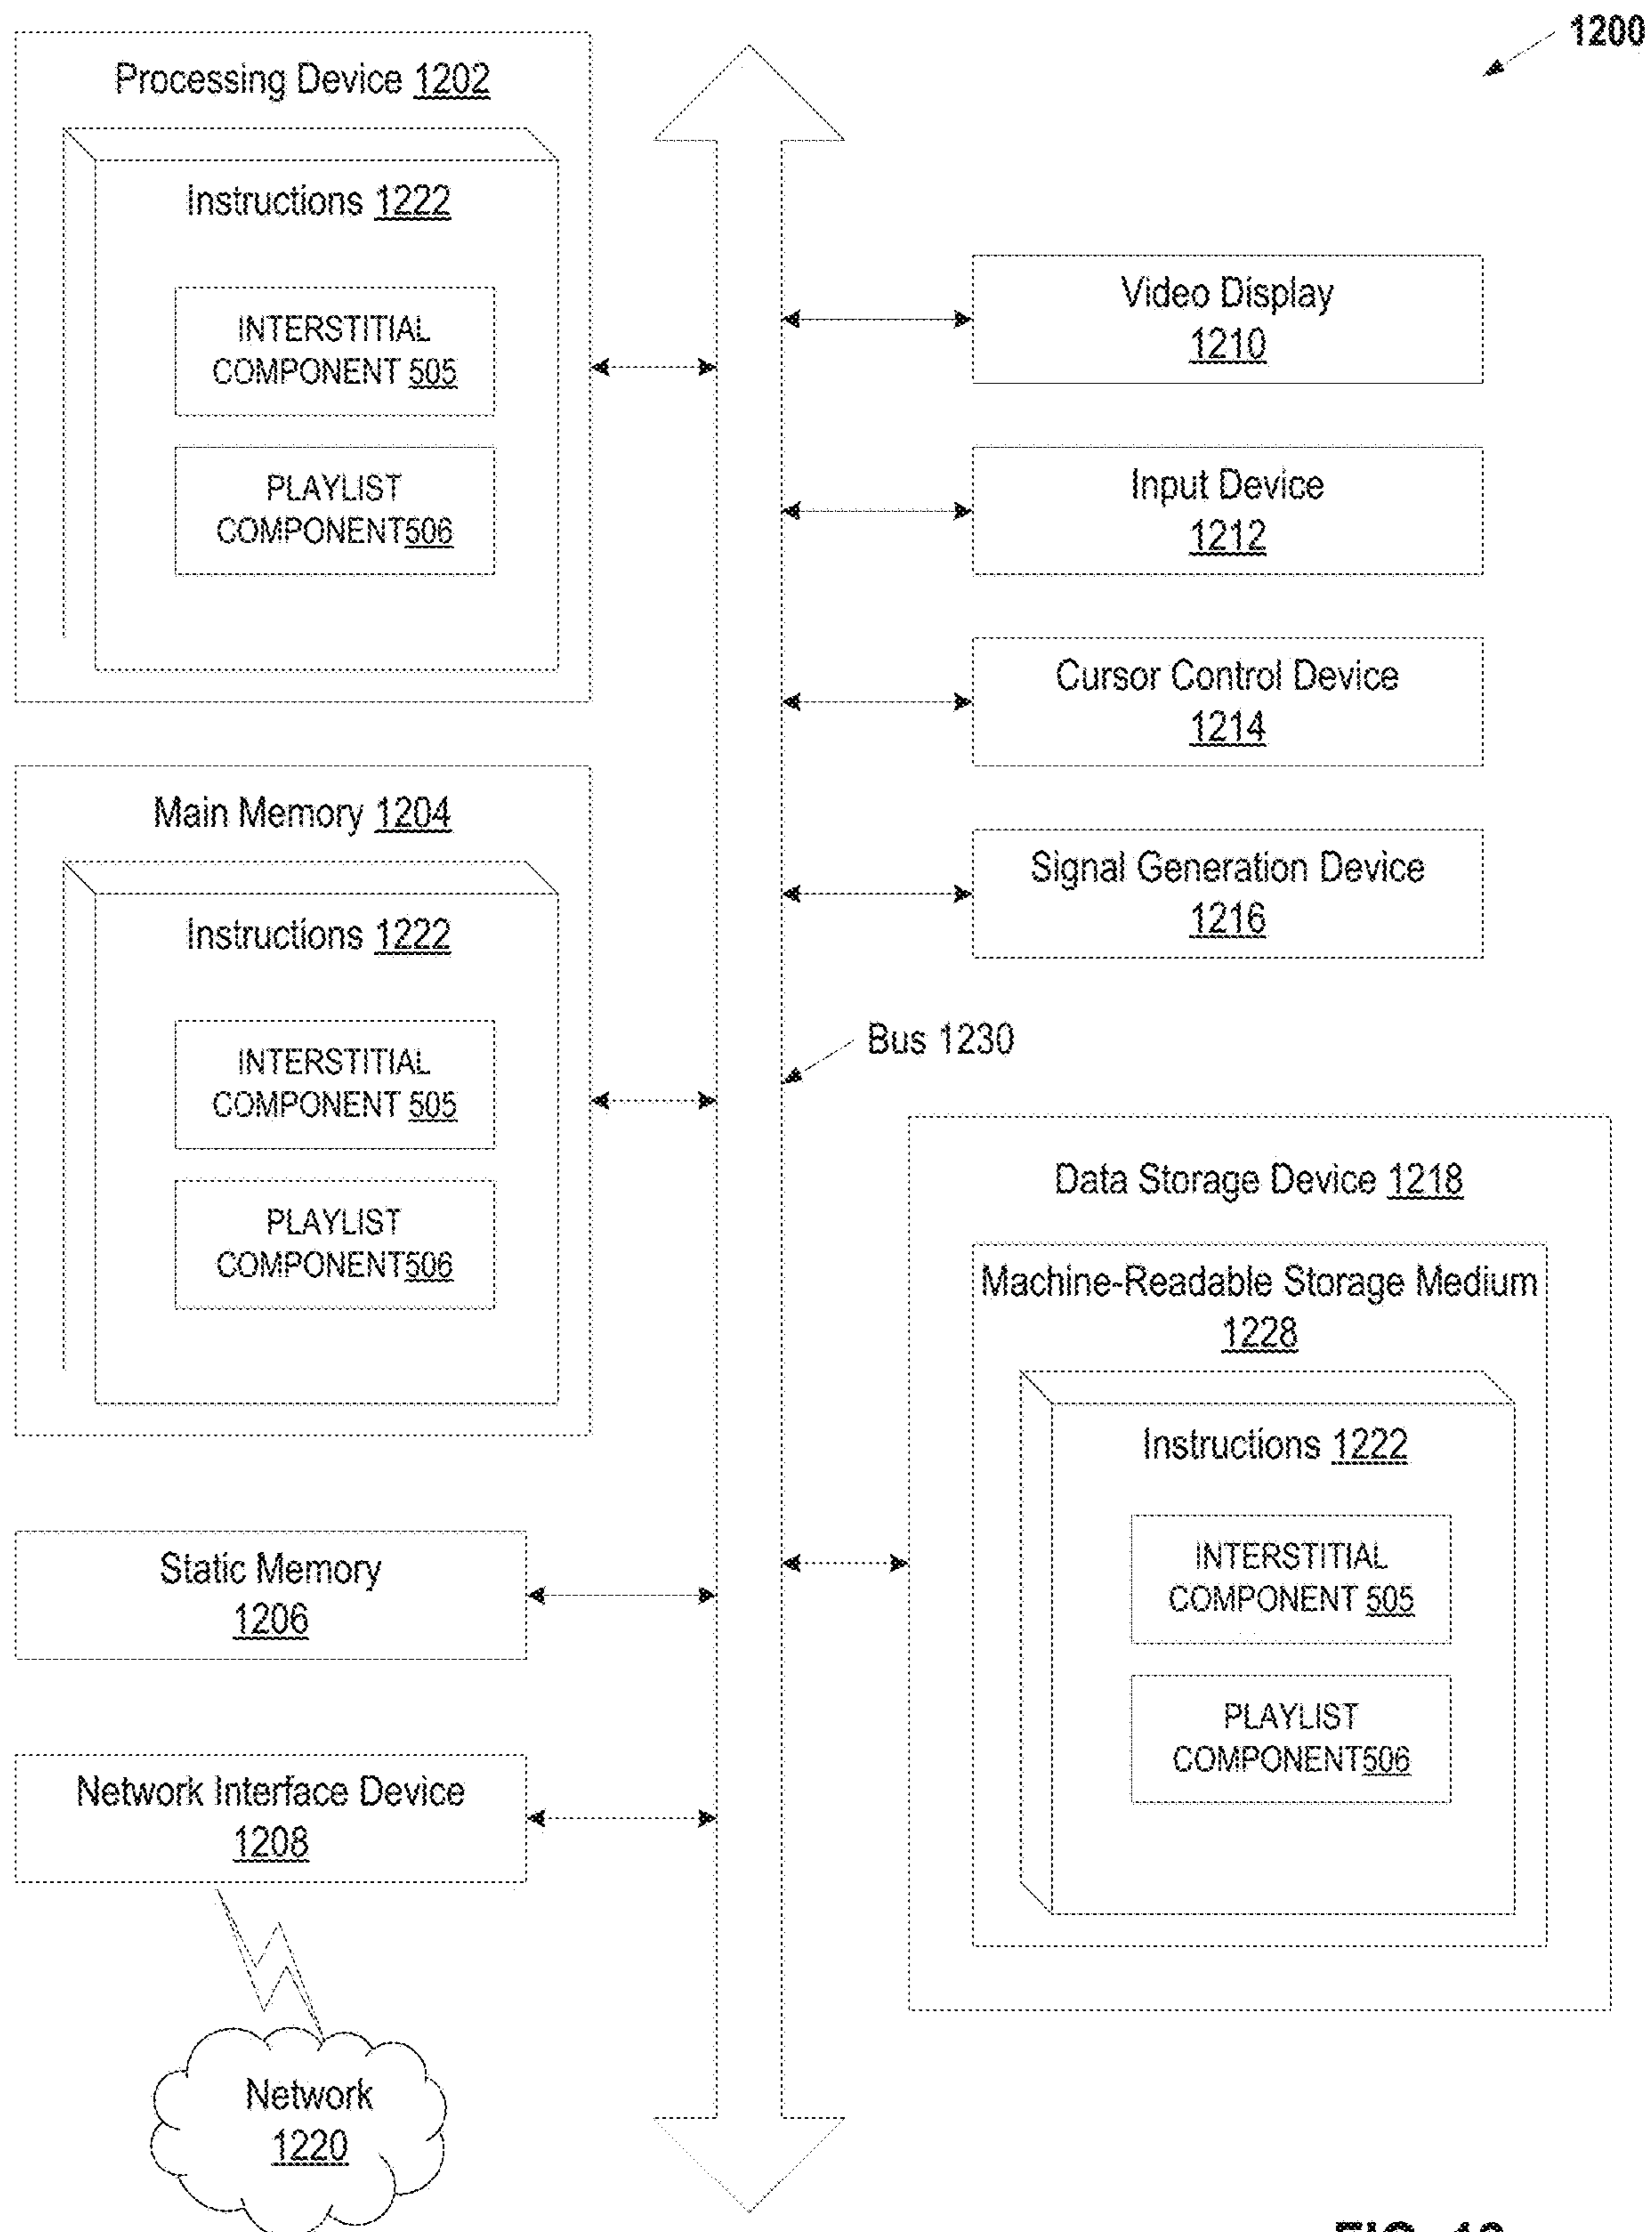 1200
Processing Device 1202
Instructions 1222
INTERSTITIAL
COMPONENT 505
PLAYLIST
COMPONENT506
Video Display
1210
Input Device
1212
Cursor Control Device
1214
Signal Generation Device
1216
Main Memory 1204
Instructions 1222
INTERSTITIAL
COMPONENT 505
PLAYLIST
COMPONENT506
Bus 1230
Data Storage Device 1218
Machine-Readable Storage Medium
1228
Instructions 1222
INTERSTITIAL
COMPONENT 505
PLAYLIST
COMPONENT506
Static Memory
1206
Network Interface Device
1208
Network
1220